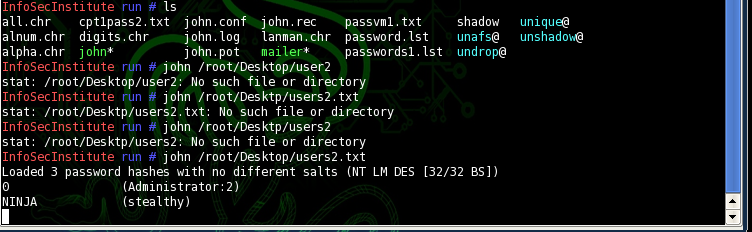 InfoSecInstitute run # ls
all.chr cpt1pass2.txt john.conf john.rec passvm1.txt shadow unique@
alnum.chr digits.chr john.log lanman.chr password.lst unafs@ unshadow@
alpha.chr john* john.pot mailer* passwords1.lst undrop@
InfoSecInstitute run # john /root/Desktop/user2
stat: /root/Desktop/user2: No such file or directory
InfoSecInstitute run # john /root/Desktp/users2.txt
stat: /root/Desktp/users2.txt: No such file or directory
InfoSecInstitute run # john /root/Desktp/users2
stat: /root/Desktp/users2: No such file or directory
InfoSecInstitute run # john /root/Desktop/users2.txt
Loaded 3 password hashes with no different salts (NT LM DES [32/32 BS])
0 (Administrator:2)
NINJA (stealthy)